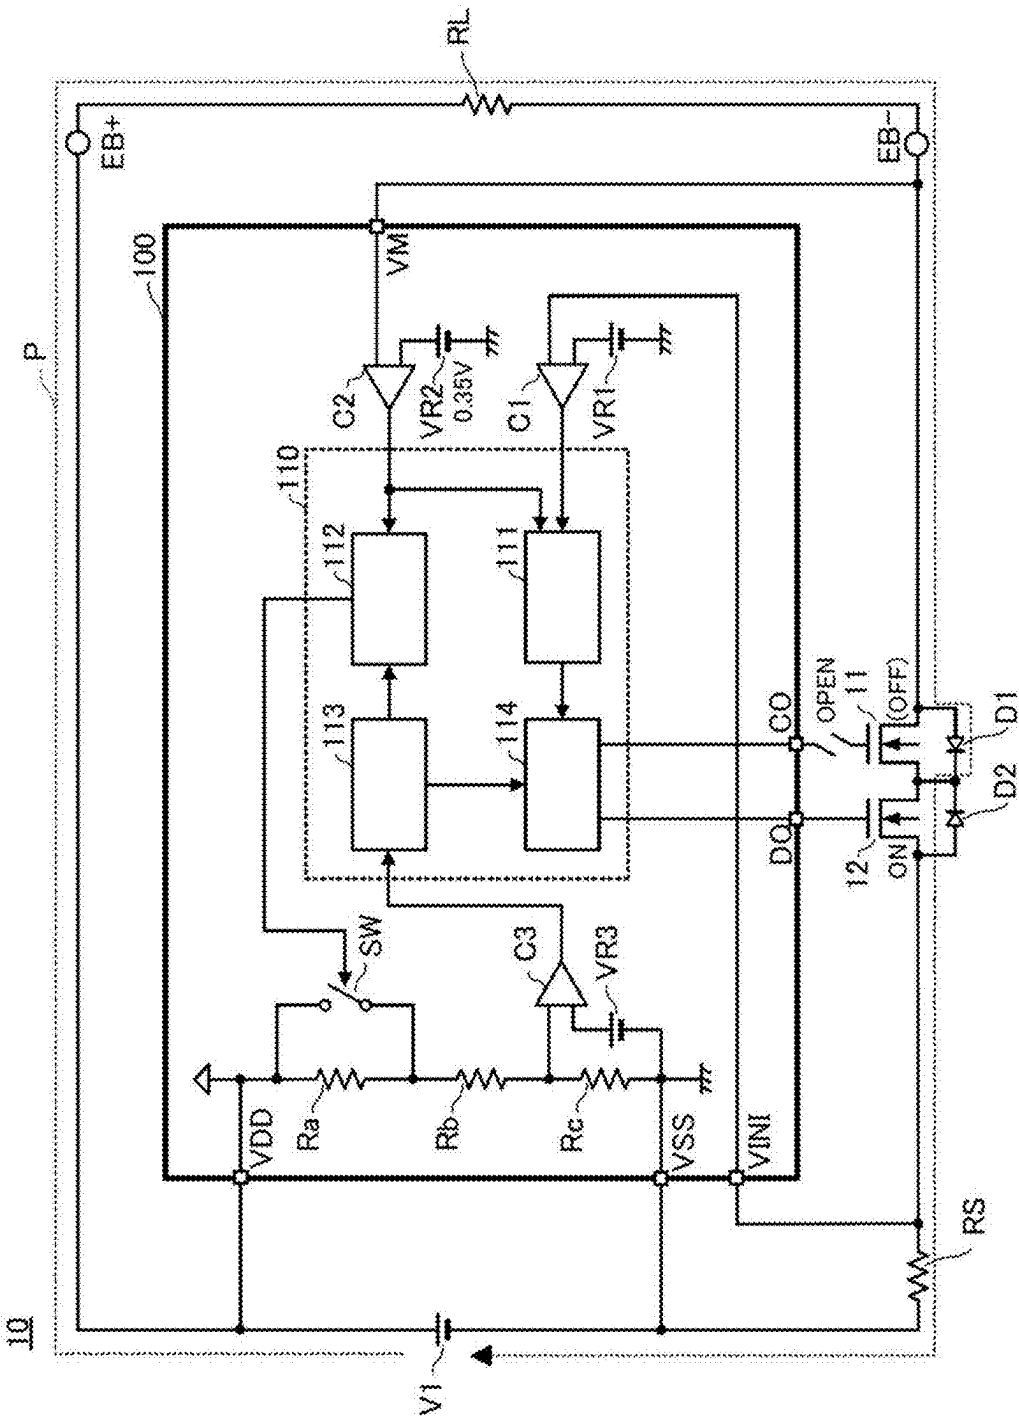 10
P
EB+
100
VDD
110
Ra
113
112
C2
SW
VM
V1
VR2
0.35V
Rb
RL
114
111
C3
C1
Rc
VR3
VR1
VSS
VINI
DO
CO
OPEN
12
11
ON
(OFF)
EB−
RS
D2
D1